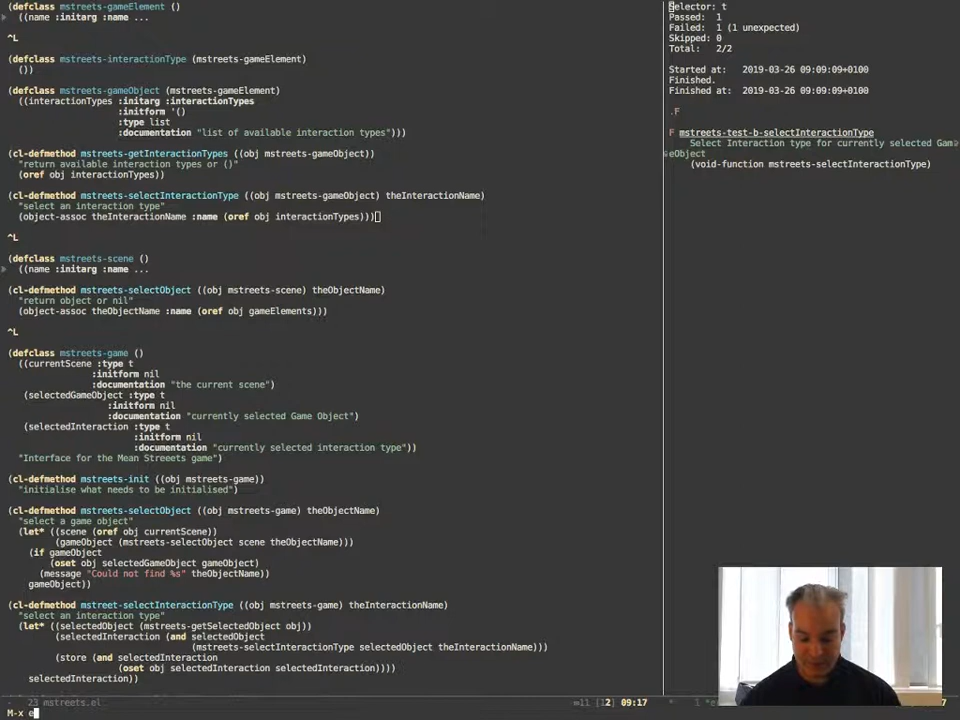 (defclass mstreets-gameElement ()
((name :initarg :name ...
^L
(defclass mstreets-interactionType (mstreets-gameElement)
())
(defclass mstreets-gameObject (mstreets-gameElement)
((interactionTypes :initarg :interactionTypes
:initform '()
:type list
:documentation "list of available interaction types")))
(cl-defmethod mstreets-getInteractionTypes ((obj mstreets-gameObject))
"return available interaction types or ()"
(oref obj interactionTypes))
(cl-defmethod mstreets-selectInteractionType ((obj mstreets-gameObject) theInteractionName)
"select an interaction type"
(object-assoc theInteractionName :name (oref obj interactionTypes)))
^L
(defclass mstreets-scene ()
((name :initarg :name ...
(cl-defmethod mstreets-selectObject ((obj mstreets-scene) theObjectName)
"return object or nil"
(object-assoc theObjectName :name (oref obj gameElements)))
^L
(defclass mstreets-game ()
((currentScene :type t
:initform nil
:documentation "the current scene")
(selectedGameObject :type t
:initform nil
:documentation "currently selected Game Object")
(selectedInteraction :type t
:initform nil
:documentation "currently selected interaction type"))
"Interface for the Mean Streeets game")
(cl-defmethod mstreets-init ((obj mstreets-game))
"initialise what needs to be initialised")
(cl-defmethod mstreets-selectObject ((obj mstreets-game) theObjectName)
"select a game object"
(let* ((scene (oref obj currentScene))
(gameObject (mstreets-selectObject scene theObjectName)))
(if gameObject
(oset obj selectedGameObject gameObject)
(message "Could not find %s" theObjectName))
gameObject))
(cl-defmethod mstreet-selectInteractionType ((obj mstreets-game) theInteractionName)
"select an interaction type"
(let* ((selectedObject (mstreets-getSelectedObject obj))
(selectedInteraction (and selectedObject
(mstreets-selectInteractionType selectedObject theInteractionName)))
(store (and selectedInteraction
(oset obj selectedInteraction selectedInteraction))))
selectedInteraction))
- 23 mstreets.el
11 [12] 09:17
M-x e
Selector: t
Passed: 1
Failed: 1 (1 unexpected)
Skipped: 0
Total: 2/2
Started at: 2019-03-26 09:09:09+0100
Finished.
Finished at: 2019-03-26 09:09:09+0100
.F
F mstreets-test-b-selectInteractionType
Select Interaction type for currently selected Gam
eObject
(void-function mstreets-selectInteractionType)